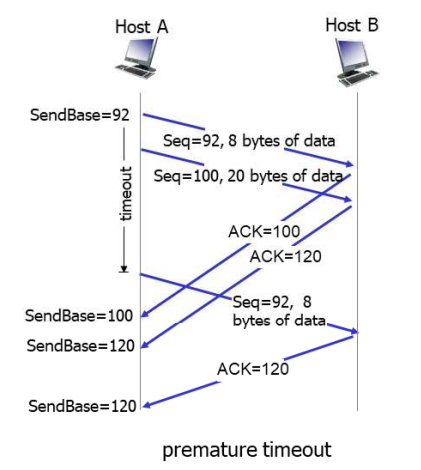 Host A
Host B
SendBase=92
Seq=92, 8 bytes of data
Seq=100, 20 bytes of data
timeout
ACK=100
ACK=120
Seq=92, 8
bytes of data
SendBase=100
SendBase=120
ACK=120
SendBase=120
premature timeout